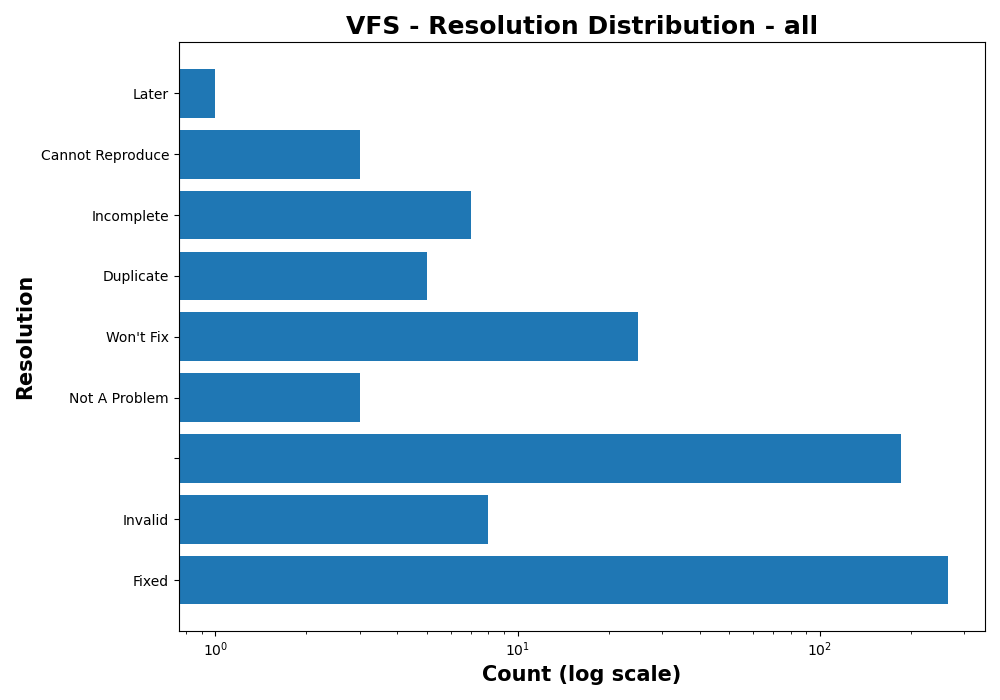 VFS - Resolution Distribution - all
Later
Cannot Reproduce
Incomplete
Duplicate
Won't Fix
Not A Problem
Invalid
Fixed
Resolution
10⁰ 10¹ 10²
Count (log scale)